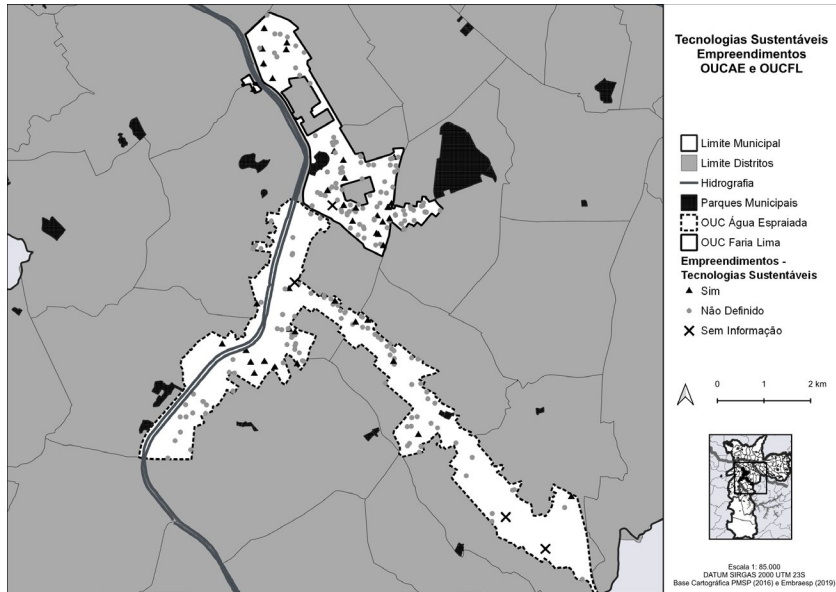 Tecnologias Sustentáveis
Empreendimentos
OUCAE e OUCFL
Limite Municipal
Limite Distritos
Hidrografia
Parques Municipais
OUC Água Espraiada
OUC Faria Lima
Empreendimentos -
Tecnologias Sustentáveis
Sim
Não Definido
Sem Informação
0 1 2 km
Escala 1: 85.000
DATUM SIRGAS 2000 UTM 23S
Base Cartográfica PMSP (2016) e Embraesp (2019)